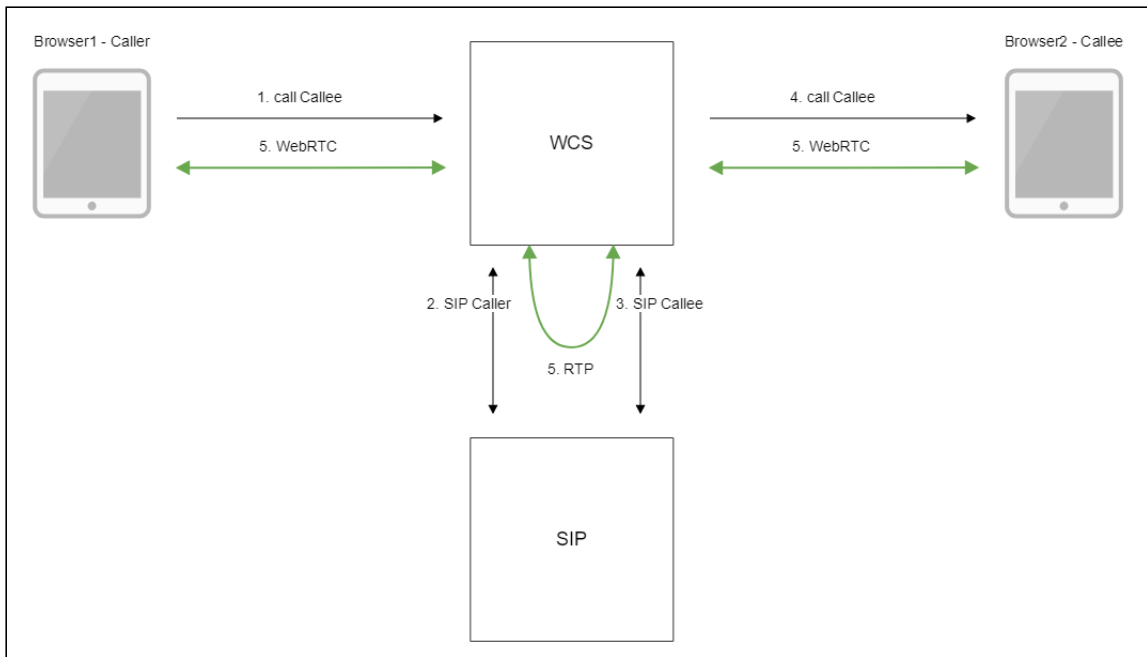 Browser1 - Caller
Browser2 - Callee
1. call Callee
4. call Callee
WCS
5. WebRTC
5. WebRTC
2. SIP Caller
3. SIP Callee
5. RTP
SIP